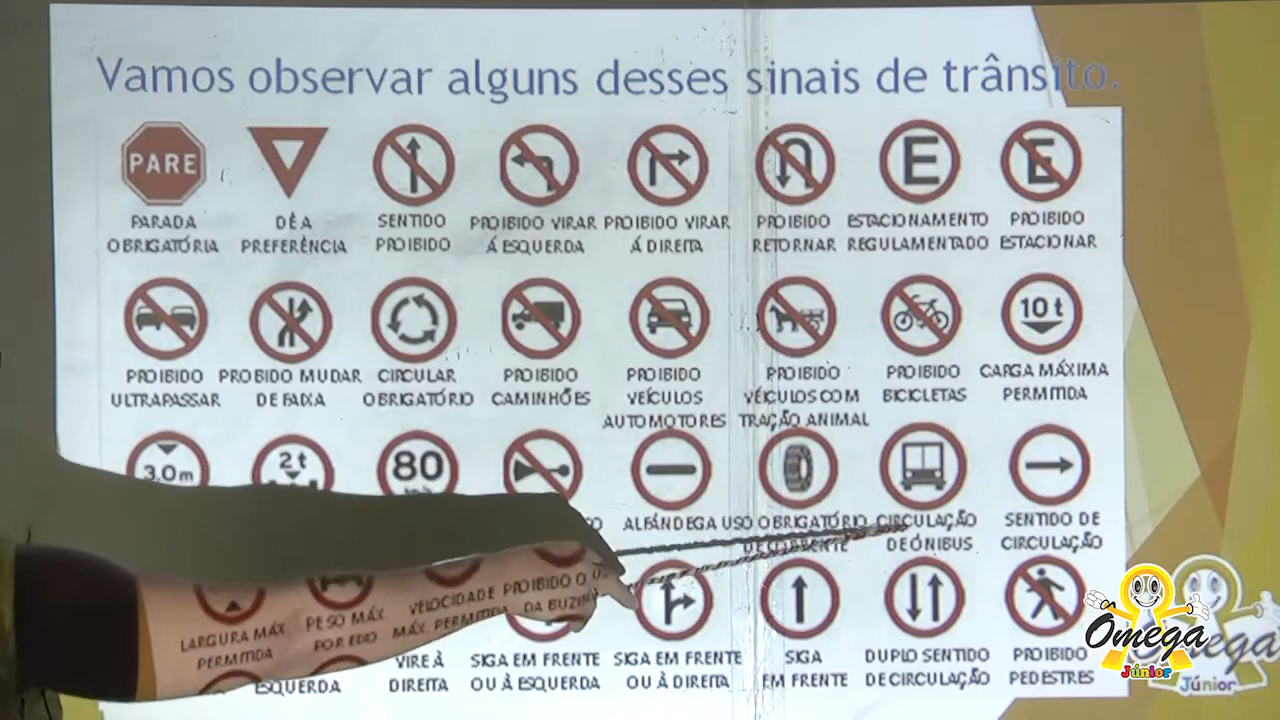 Vamos observar alguns desses sinais de trânsito.
PARE
E
E
PARADA OBRIGATÓRIA
DÊ A PREFERÊNCIA
SENTIDO PROIBIDO
PROIBIDO VIRAR Á ESQUERDA
PROIBIDO VIRAR Á DIREITA
PROIBIDO RETORNAR
ESTACIONAMENTO REGULAMENTADO
PROIBIDO ESTACIONAR
10 t
PROIBIDO ULTRAPASSAR
PROIBIDO MUDAR DE FAIXA
CIRCULAR OBRIGATÓRIO
PROIBIDO CAMINHÕES
PROIBIDO VEÍCULOS AUTOMOTORES
PROIBIDO VEÍCULOS COM TRAÇÃO ANIMAL
PROIBIDO BICICLETAS
CARGA MÁXIMA PERMITIDA
3.0 m
2 t
80
LARGURA MÁX. PERMITIDA
PESO MÁX. POR EIXO
VELOCIDADE MÁX. PERMITIDA
PROIBIDO O U
DA BUZIN
ALFÂNDEGA
USO OBRIGATÓRIO DE CORRENTE
CIRCULAÇÃO DE ÔNIBUS
SENTIDO DE CIRCULAÇÃO
ESQUERDA
VIRE À DIREITA
SIGA EM FRENTE OU À ESQUERDA
SIGA EM FRENTE OU À DIREITA
SIGA EM FRENTE
DUPLO SENTIDO DE CIRCULAÇÃO
PROIBIDO PEDESTRES
Ômega
Júnior
Ômega
Júnior